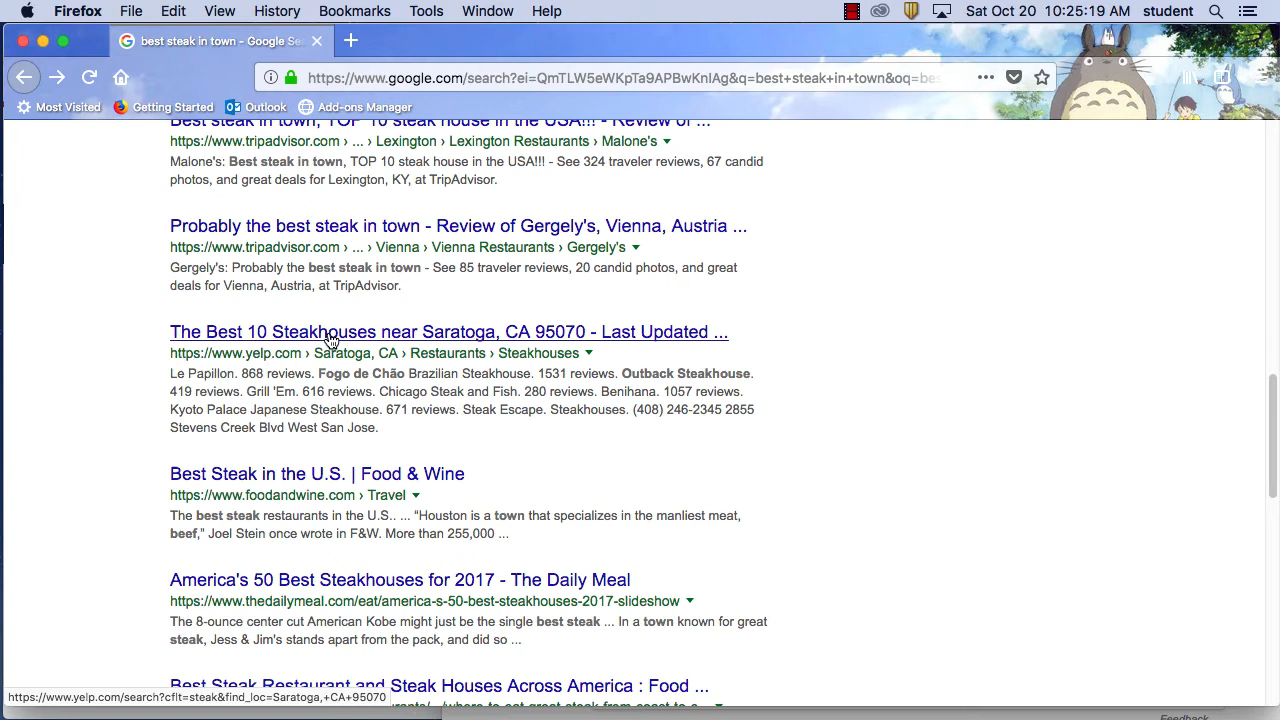 Firefox File Edit View History Bookmarks Tools Window Help Sat Oct 20 10:25:19 AM student
best steak in town - Google Se
https://www.google.com/search?ei=QmTLW5eWKpTa9APBwKnIAg&q=best+steak+in+town&oq=bes
Most Visited Getting Started Outlook Add-ons Manager
Best steak in town, TOP 10 steak house in the USA!!! - Review of ...
https://www.tripadvisor.com › ... › Lexington › Lexington Restaurants › Malone's
Malone's: Best steak in town, TOP 10 steak house in the USA!!! - See 324 traveler reviews, 67 candid
photos, and great deals for Lexington, KY, at TripAdvisor.
Probably the best steak in town - Review of Gergely's, Vienna, Austria ...
https://www.tripadvisor.com › ... › Vienna › Vienna Restaurants › Gergely's
Gergely's: Probably the best steak in town - See 85 traveler reviews, 20 candid photos, and great
deals for Vienna, Austria, at TripAdvisor.
The Best 10 Steakhouses near Saratoga, CA 95070 - Last Updated ...
https://www.yelp.com › Saratoga, CA › Restaurants › Steakhouses
Le Papillon. 868 reviews. Fogo de Chão Brazilian Steakhouse. 1531 reviews. Outback Steakhouse.
419 reviews. Grill 'Em. 616 reviews. Chicago Steak and Fish. 280 reviews. Benihana. 1057 reviews.
Kyoto Palace Japanese Steakhouse. 671 reviews. Steak Escape. Steakhouses. (408) 246-2345 2855
Stevens Creek Blvd West San Jose.
Best Steak in the U.S. | Food & Wine
https://www.foodandwine.com › Travel
The best steak restaurants in the U.S.. ... "Houston is a town that specializes in the manliest meat,
beef," Joel Stein once wrote in F&W. More than 255,000 ...
America's 50 Best Steakhouses for 2017 - The Daily Meal
https://www.thedailymeal.com/eat/america-s-50-best-steakhouses-2017-slideshow
The 8-ounce center cut American Kobe might just be the single best steak ... In a town known for great
steak, Jess & Jim's stands apart from the pack, and did so ...
Best Steak Restaurant and Steak Houses Across America : Food ...
https://www.yelp.com/search?cflt=steak&find_loc=Saratoga,+CA+95070
Feedback